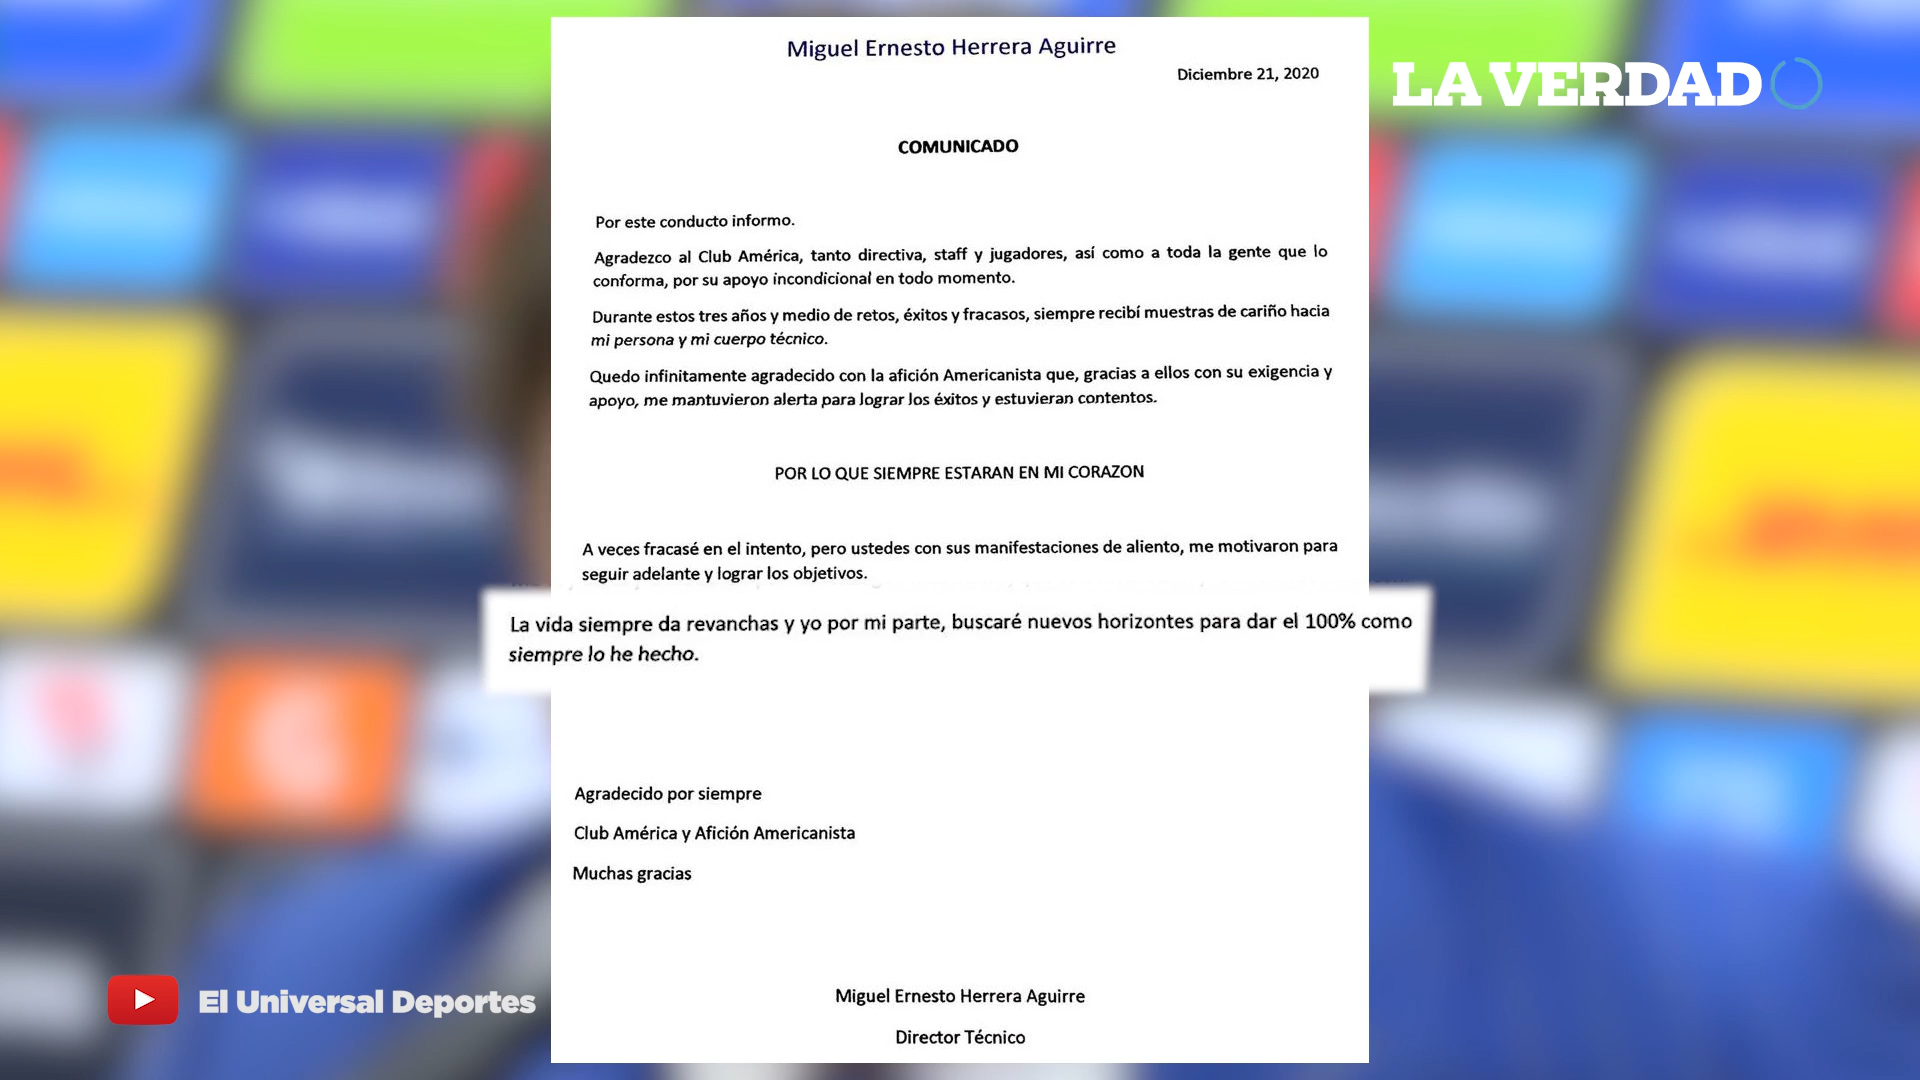 Miguel Ernesto Herrera Aguirre
Diciembre 21, 2020
LA VERDAD
COMUNICADO
Por este conducto informo.
Agradezco al Club América, tanto directiva, staff y jugadores, así como a toda la gente que lo
conforma, por su apoyo incondicional en todo momento.
Durante estos tres años y medio de retos, éxitos y fracasos, siempre recibí muestras de cariño hacia
mi persona y mi cuerpo técnico.
Quedo infinitamente agradecido con la afición Americanista que, gracias a ellos con su exigencia y
apoyo, me mantuvieron alerta para lograr los éxitos y estuvieran contentos.
POR LO QUE SIEMPRE ESTARAN EN MI CORAZON
A veces fracasé en el intento, pero ustedes con sus manifestaciones de aliento, me motivaron para
seguir adelante y lograr los objetivos.
La vida siempre da revanchas y yo por mi parte, buscaré nuevos horizontes para dar el 100% como
siempre lo he hecho.
Agradecido por siempre
Club América y Afición Americanista
Muchas gracias
Miguel Ernesto Herrera Aguirre
Director Técnico
El Universal Deportes